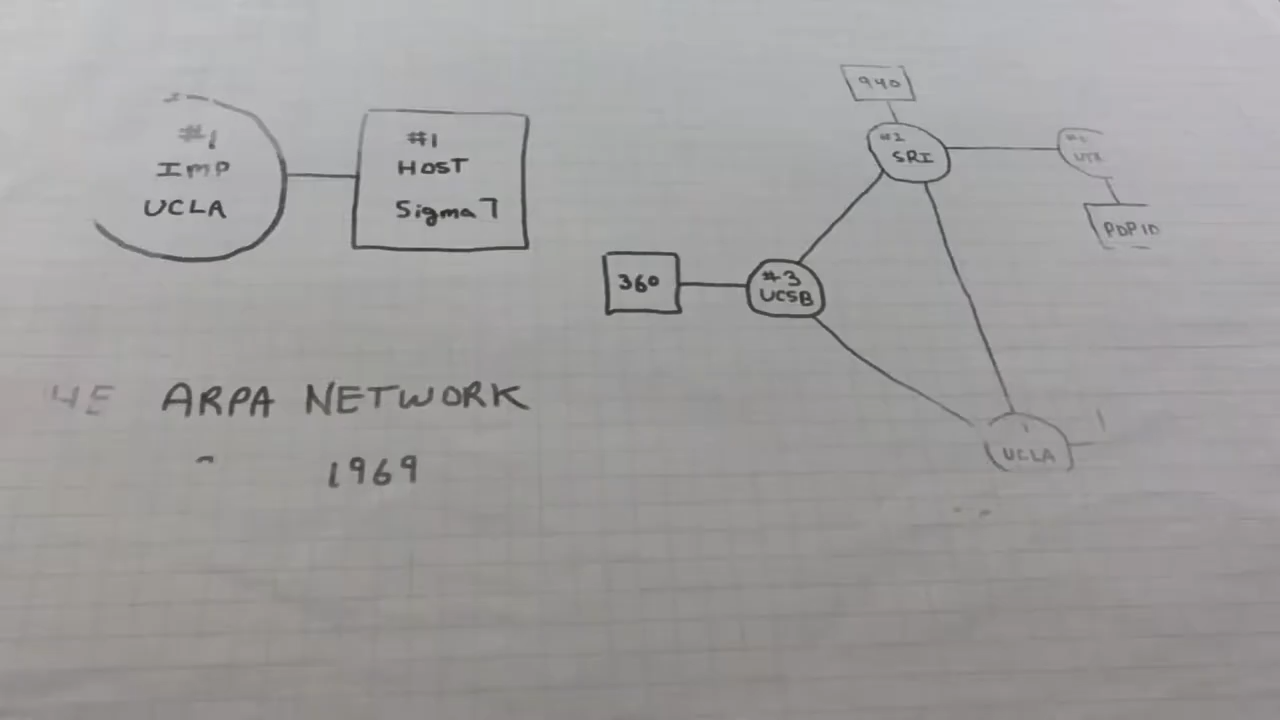 #1
IMP
UCLA
#1
HOST
Sigma 7
ARPA NETWORK
1969
940
#2
SRI
PDP10
360
#3
UCSB
UCLA